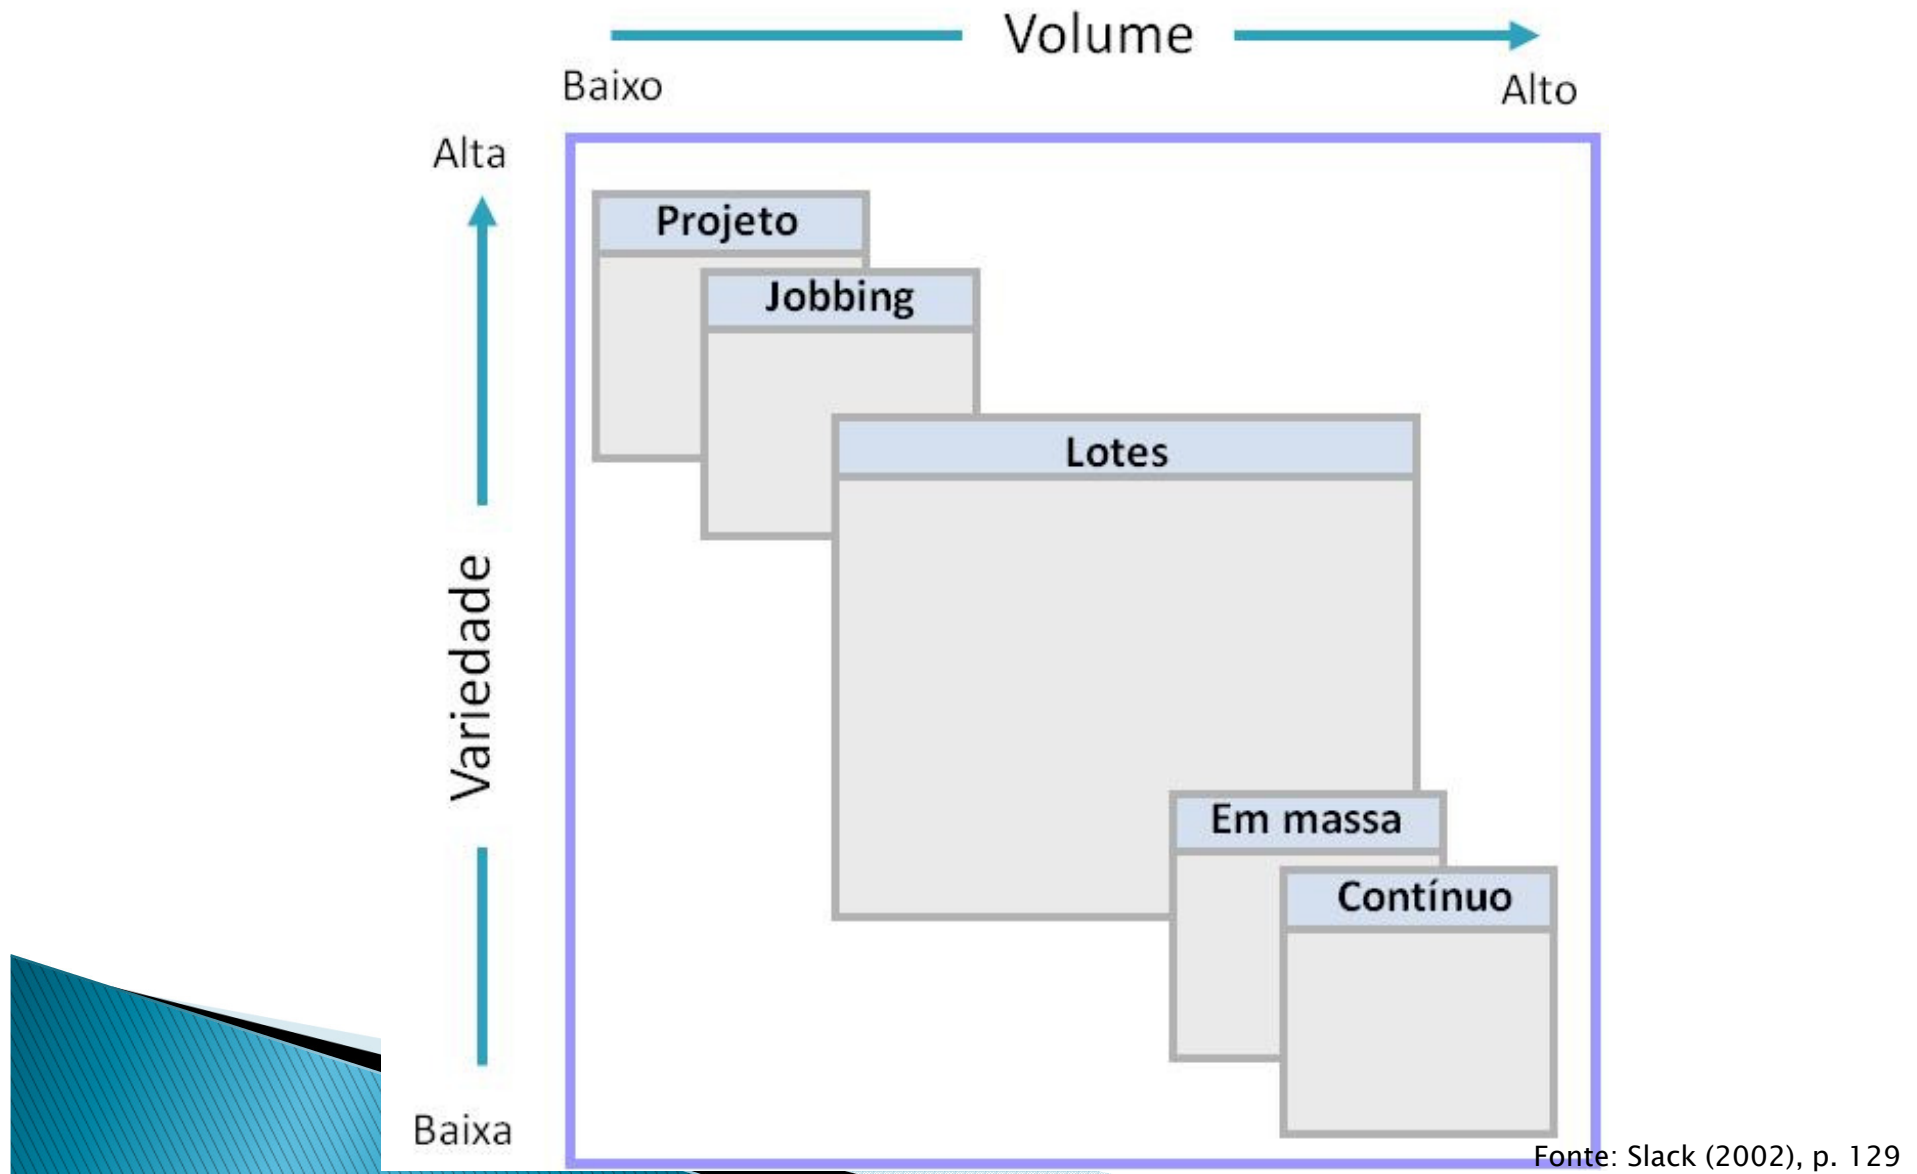 Volume
Baixo
Alto
Alta
Projeto
Jobbing
Lotes
Variedade
Em massa
Contínuo
Baixa
Fonte: Slack (2002), p. 129